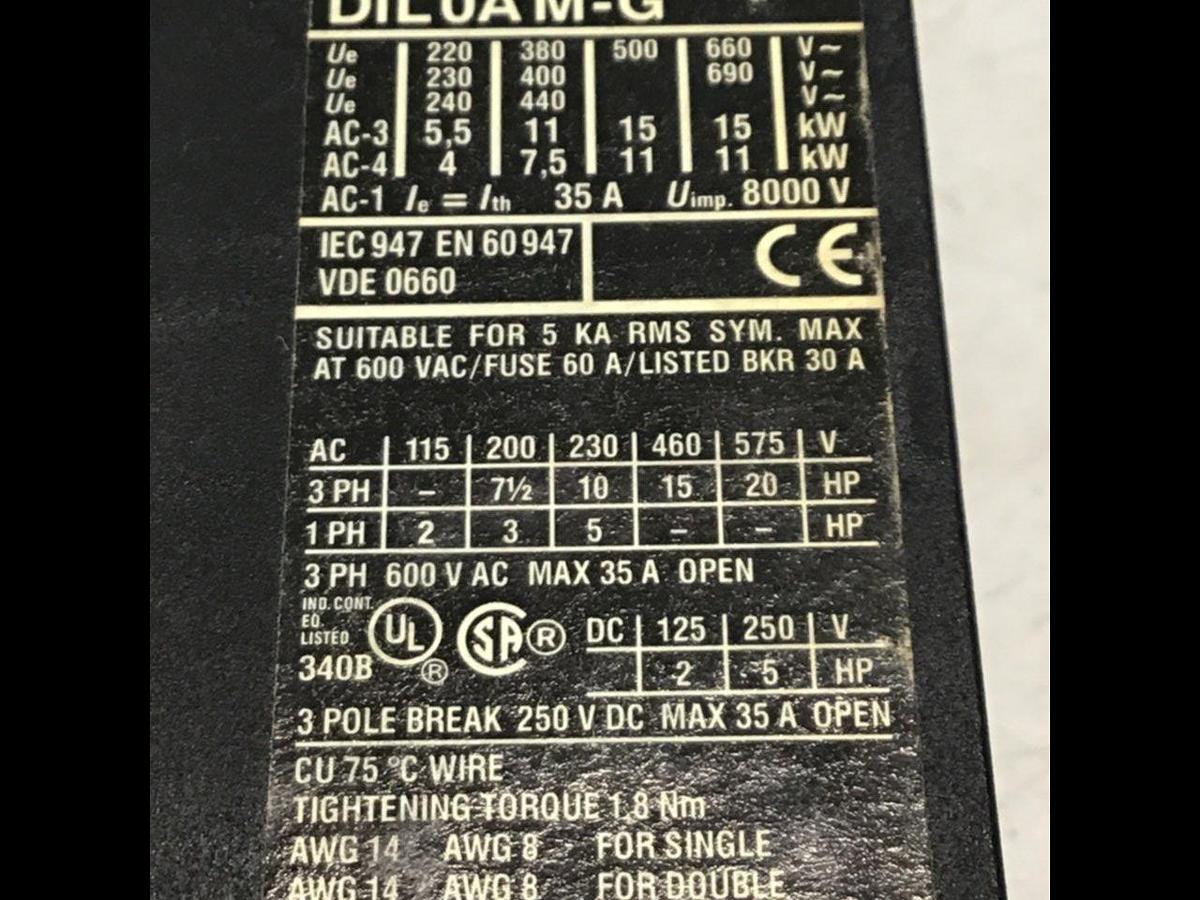 DIL0AM-G
Ue 220 380 500 660 V~
Ue 230 400 690 V~
Ue 240 440 V~
AC-3 5,5 11 15 15 kW
AC-4 4 7,5 11 11 kW
AC-1 Ie = Ith 35 A Uimp. 8000 V
IEC 947 EN 60 947
VDE 0660
CE
SUITABLE FOR 5 KA RMS SYM. MAX
AT 600 VAC/FUSE 60 A/LISTED BKR 30 A
AC 115 200 230 460 575 V
3 PH – 7½ 10 15 20 HP
1 PH 2 3 5 – – HP
3 PH 600 V AC MAX 35 A OPEN
IND. CONT.
EQ.
LISTED
340B
UL ®
SA ®
DC 125 250 V
2 5 HP
3 POLE BREAK 250 V DC MAX 35 A OPEN
CU 75 °C WIRE
TIGHTENING TORQUE 1,8 Nm
AWG 14 AWG 8 FOR SINGLE
AWG 14 AWG 8 FOR DOUBLE